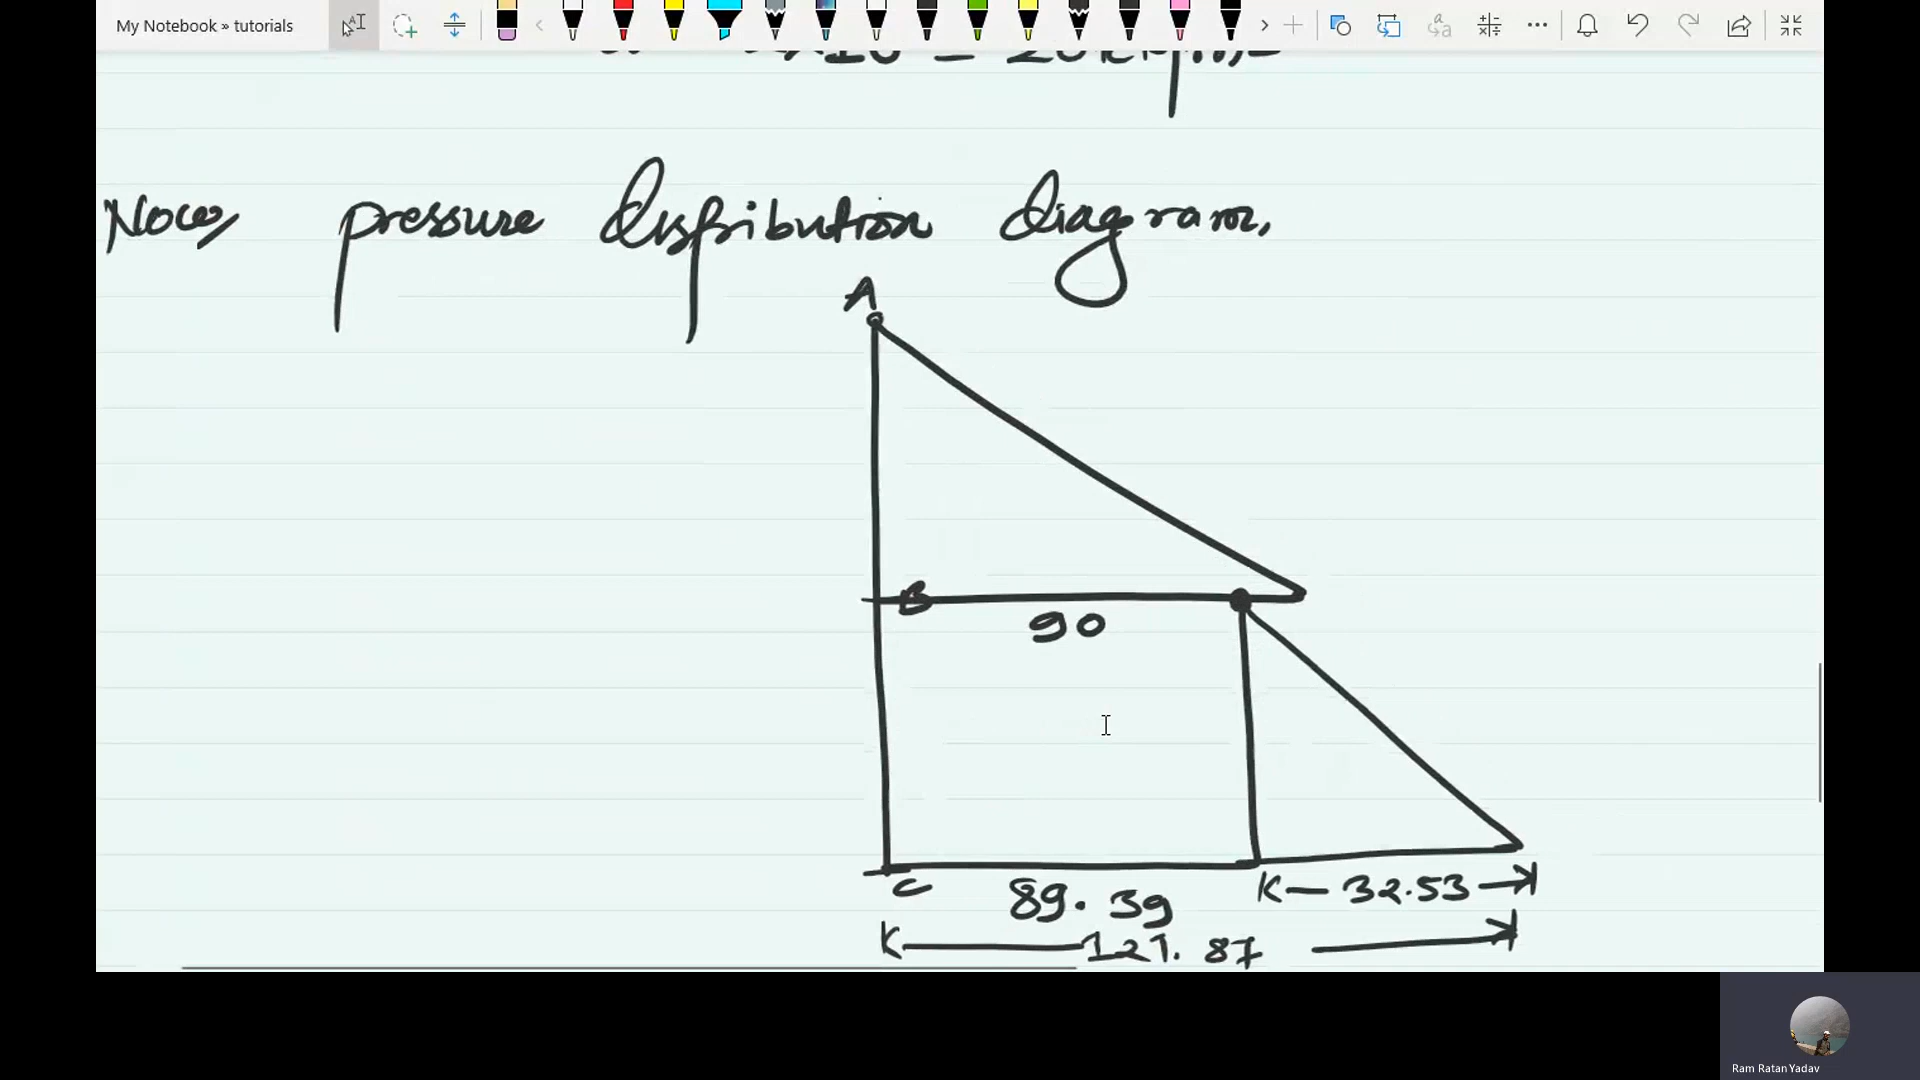 My Notebook » tutorials
Now, pressure distribution diagram.
A
B
90
C
89.39
32.53
121.87
Ram Ratan Yadav